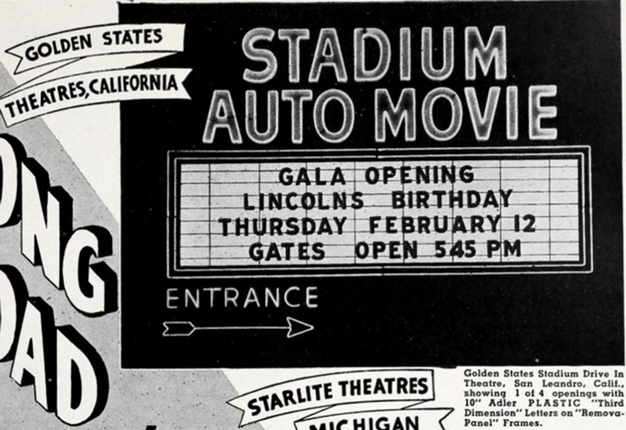 GOLDEN STATES
THEATRES, CALIFORNIA
STADIUM
AUTO MOVIE
GALA OPENING
LINCOLNS BIRTHDAY
THURSDAY FEBRUARY 12
GATES OPEN 545 PM
ENTRANCE
ONG
OAD
STARLITE THEATRES
MICHIGAN
Golden States Stadium Drive In
Theatre, San Leandro, Calif.,
showing 1 of 4 openings with
10" Adler PLASTIC "Third
Dimension" Letters on "Remova-
Panel" Frames.